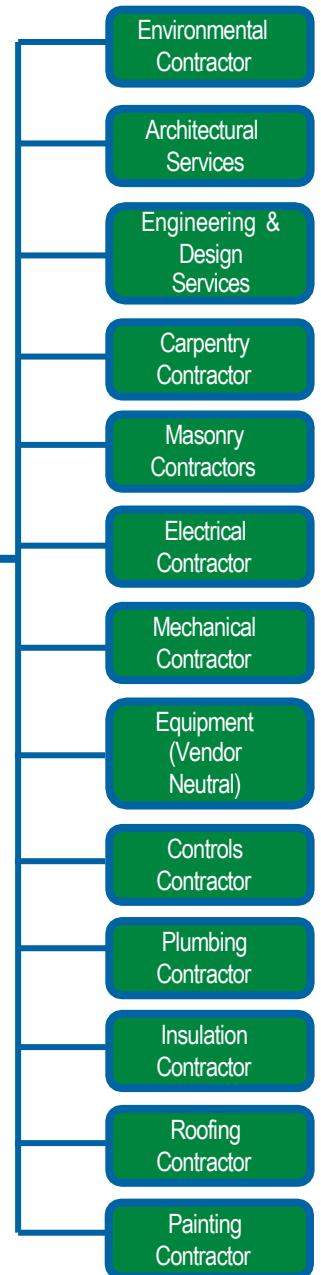 Environmental
Contractor
Architectural
Services
Engineering &
Design
Services
Carpentry
Contractor
Masonry
Contractors
Electrical
Contractor
Mechanical
Contractor
Equipment
(Vendor
Neutral)
Controls
Contractor
Plumbing
Contractor
Insulation
Contractor
Roofing
Contractor
Painting
Contractor